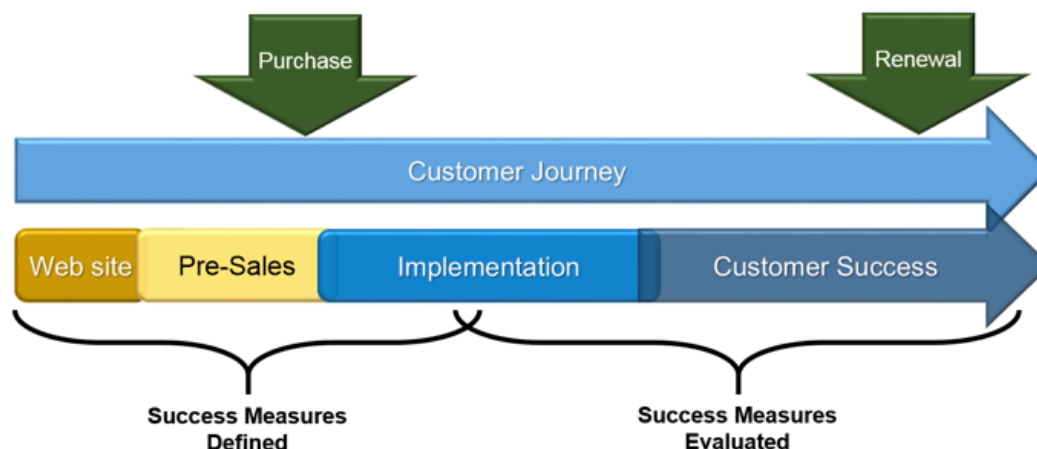 Purchase
Renewal
Customer Journey
Web site
Pre-Sales
Implementation
Customer Success
Success Measures
Defined
Success Measures
Evaluated